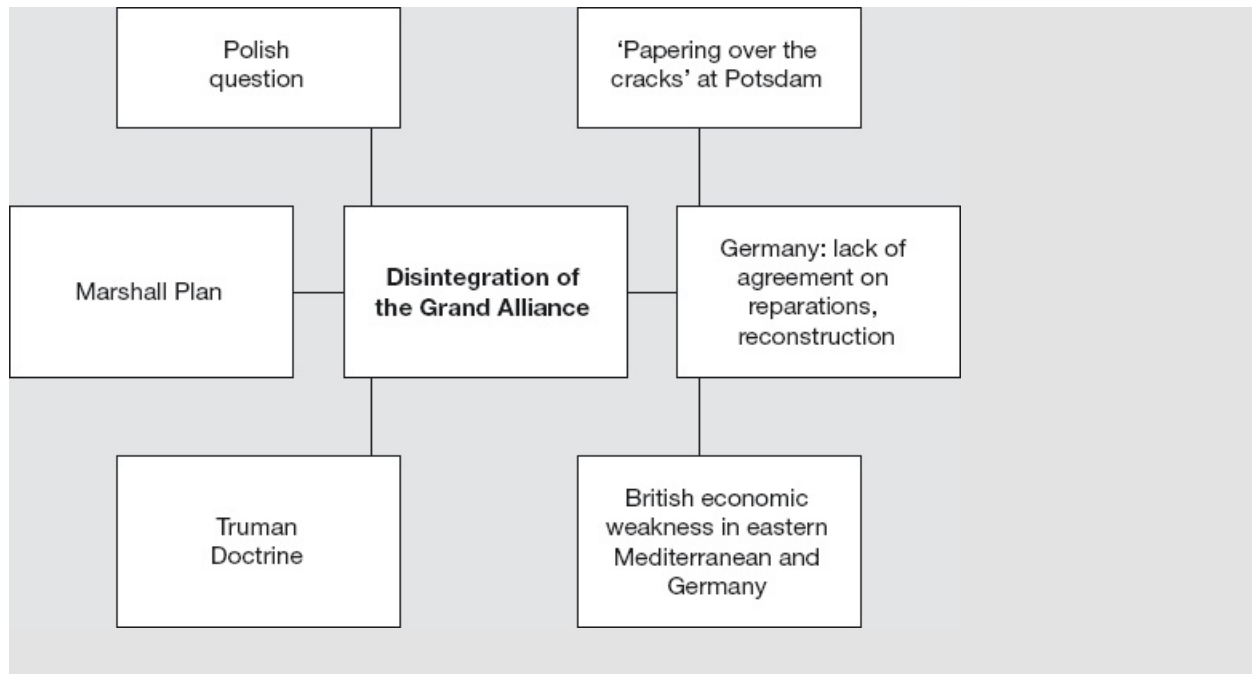 Polish
question
‘Papering over the
cracks’ at Potsdam
Marshall Plan
Disintegration of
the Grand Alliance
Germany: lack of
agreement on
reparations,
reconstruction
Truman
Doctrine
British economic
weakness in eastern
Mediterranean and
Germany